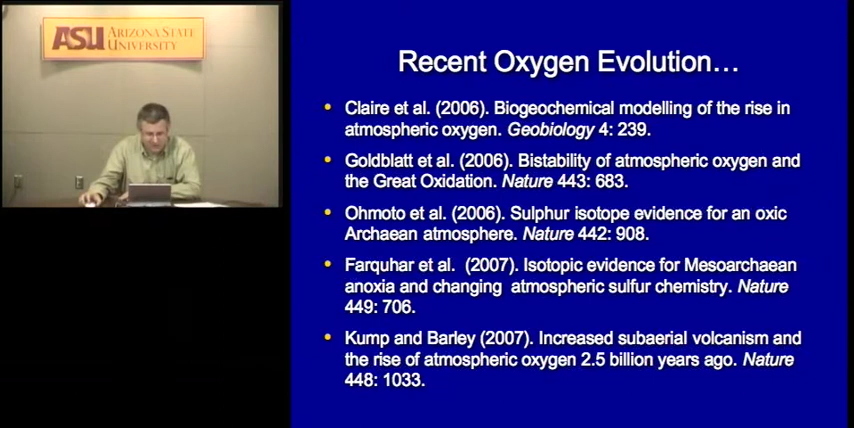 ASU ARIZONA STATE
UNIVERSITY
Recent Oxygen Evolution…
• Claire et al. (2006). Biogeochemical modelling of the rise in
atmospheric oxygen. Geobiology 4: 239.
• Goldblatt et al. (2006). Bistability of atmospheric oxygen and
the Great Oxidation. Nature 443: 683.
• Ohmoto et al. (2006). Sulphur isotope evidence for an oxic
Archaean atmosphere. Nature 442: 908.
• Farquhar et al. (2007). Isotopic evidence for Mesoarchaean
anoxia and changing atmospheric sulfur chemistry. Nature
449: 706.
• Kump and Barley (2007). Increased subaerial volcanism and
the rise of atmospheric oxygen 2.5 billion years ago. Nature
448: 1033.